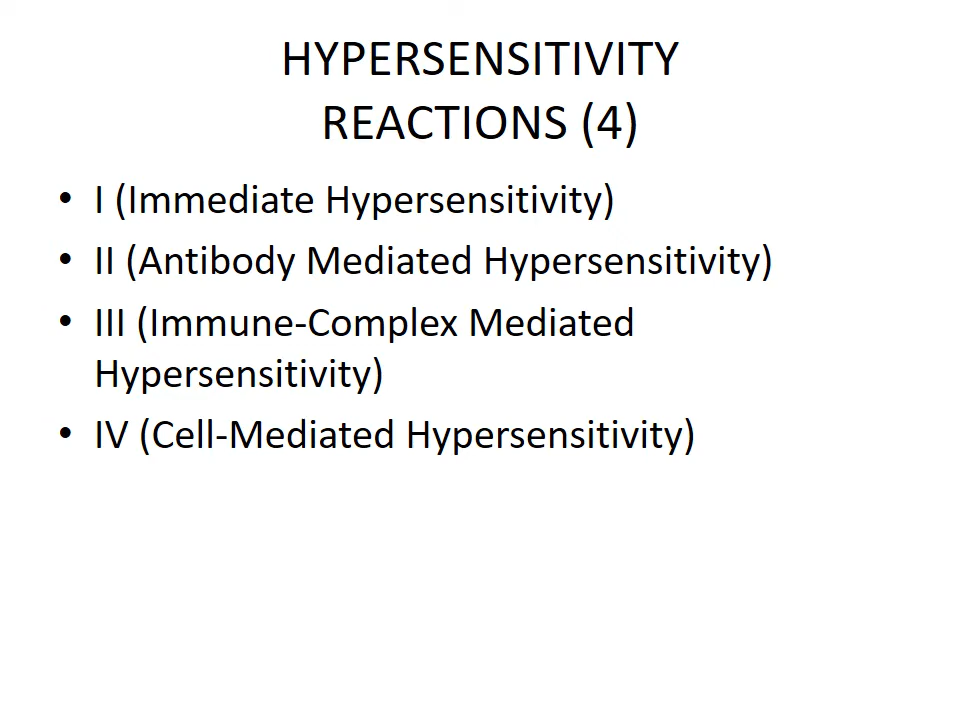 HYPERSENSITIVITY
REACTIONS (4)
• I (Immediate Hypersensitivity)
• II (Antibody Mediated Hypersensitivity)
• III (Immune-Complex Mediated
Hypersensitivity)
• IV (Cell-Mediated Hypersensitivity)